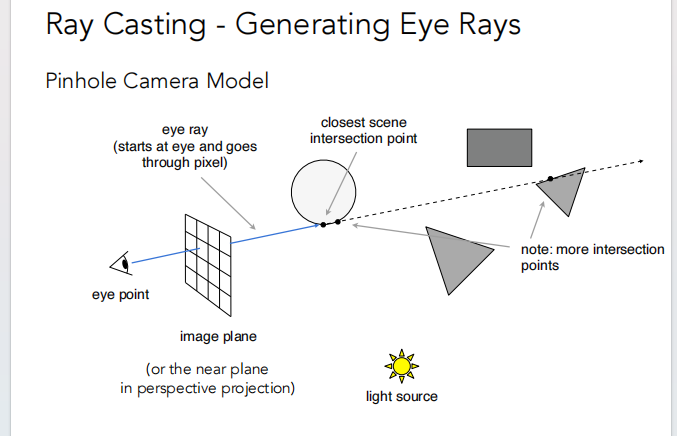 Ray Casting - Generating Eye Rays
Pinhole Camera Model
eye ray
(starts at eye and goes
through pixel)
closest scene
intersection point
note: more intersection
points
eye point
image plane
(or the near plane
in perspective projection)
light source